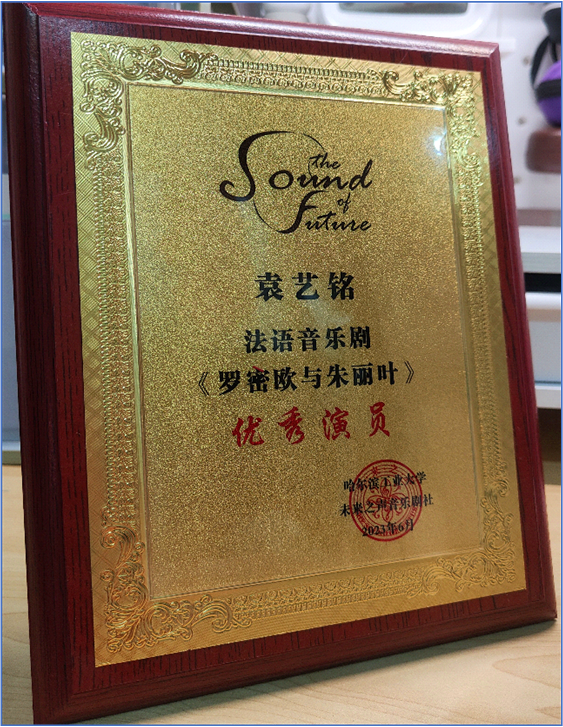 the
Sound
of
Future
袁艺铭
法语音乐剧
《罗密欧与朱丽叶》
优秀演员
哈尔滨工业大学
未来之声音乐剧社
2023年6月